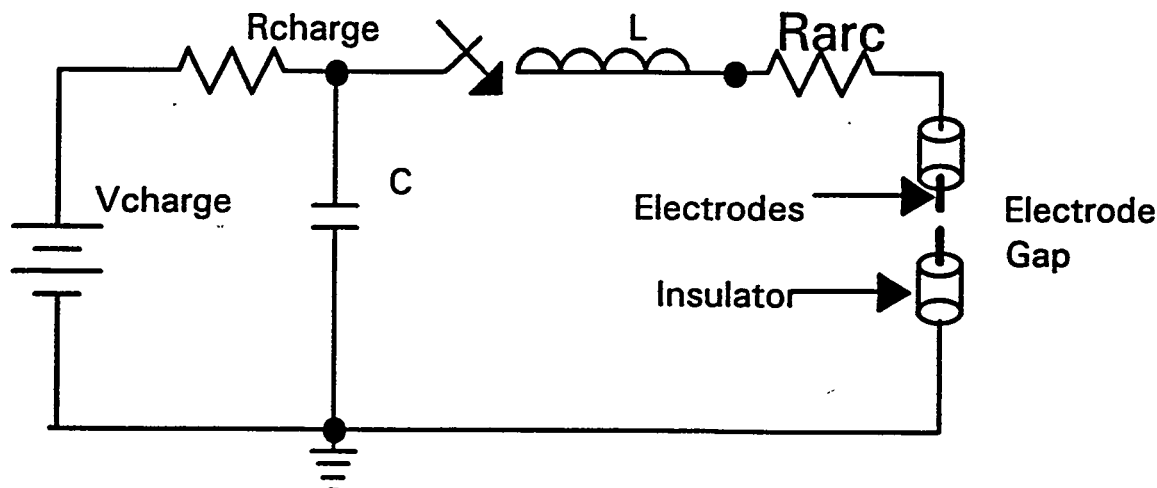 Rcharge
L
Rarc
C
Vcharge
Electrodes
Electrode
Gap
Insulator